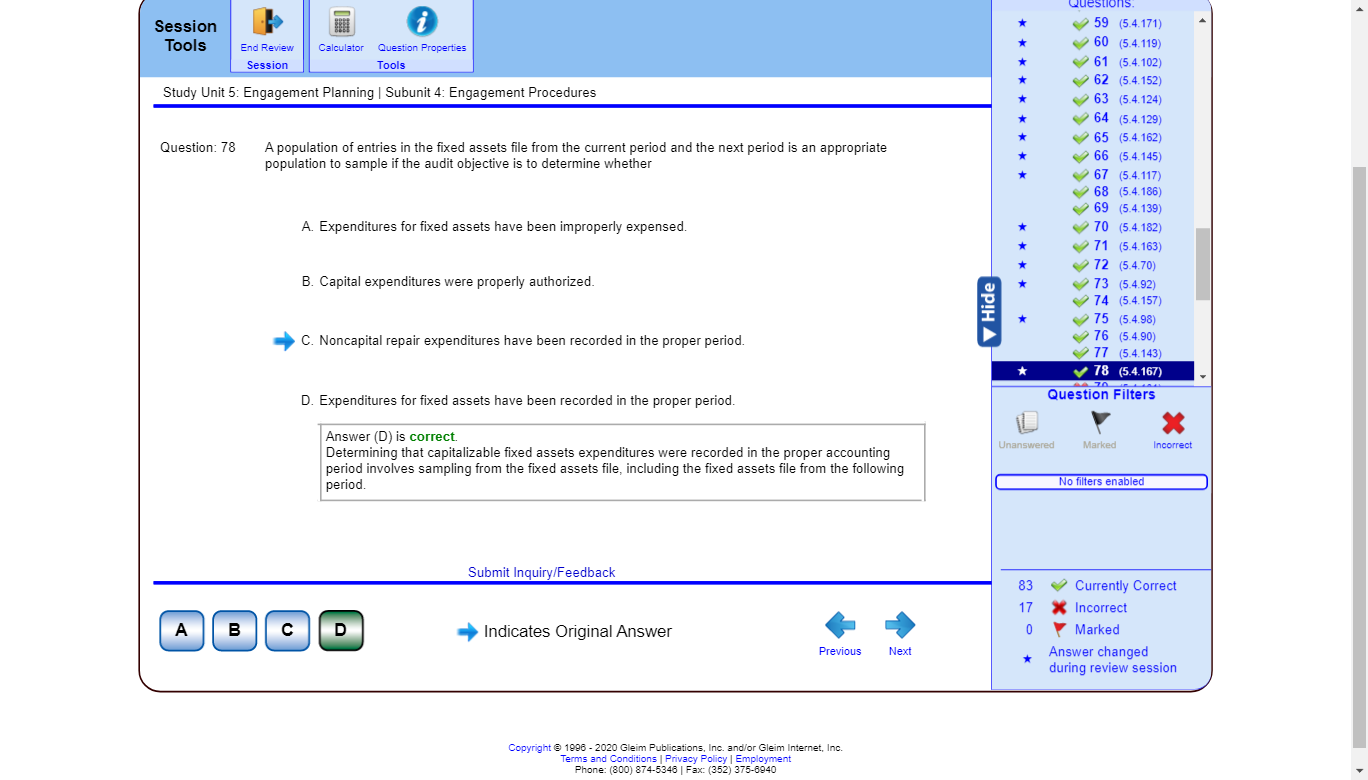 Session
Tools
End Review
Session
Calculator
Question Properties
Tools
Study Unit 5: Engagement Planning | Subunit 4: Engagement Procedures
Question: 78
A population of entries in the fixed assets file from the current period and the next period is an appropriate
population to sample if the audit objective is to determine whether
A. Expenditures for fixed assets have been improperly expensed.
B. Capital expenditures were properly authorized.
C. Noncapital repair expenditures have been recorded in the proper period.
D. Expenditures for fixed assets have been recorded in the proper period.
Answer (D) is correct.
Determining that capitalizable fixed assets expenditures were recorded in the proper accounting
period involves sampling from the fixed assets file, including the fixed assets file from the following
period.
Submit Inquiry/Feedback
A
B
C
D
Indicates Original Answer
Previous
Next
Hide
Questions:
59 (5.4.171)
60 (5.4.119)
61 (5.4.102)
62 (5.4.152)
63 (5.4.124)
64 (5.4.129)
65 (5.4.162)
66 (5.4.145)
67 (5.4.117)
68 (5.4.186)
69 (5.4.139)
70 (5.4.182)
71 (5.4.163)
72 (5.4.70)
73 (5.4.92)
74 (5.4.157)
75 (5.4.98)
76 (5.4.90)
77 (5.4.143)
78 (5.4.167)
Question Filters
Unanswered
Marked
Incorrect
No filters enabled
83 Currently Correct
17 Incorrect
0 Marked
Answer changed
during review session
Copyright © 1996 - 2020 Gleim Publications, Inc. and/or Gleim Internet, Inc.
Terms and Conditions | Privacy Policy | Employment
Phone: (800) 874-5346 | Fax: (352) 375-6940